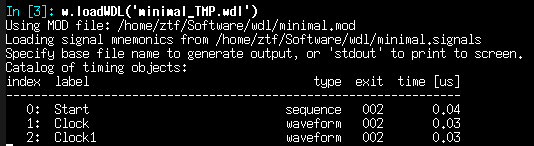 In [3]: w.loadWDL('minimal_TMP.wdl')
Using MOD file: /home/ztf/Software/wdl/minimal.mod
Loading signal mnemonics from /home/ztf/Software/wdl/minimal.signals
Specify base file name to generate output, or 'stdout' to print to screen.
Catalog of timing objects:
index label type exit time [us]
--------------------------------------------------------------
0: Start sequence 002 0.04
1: Clock waveform 002 0.03
2: Clock1 waveform 002 0.03